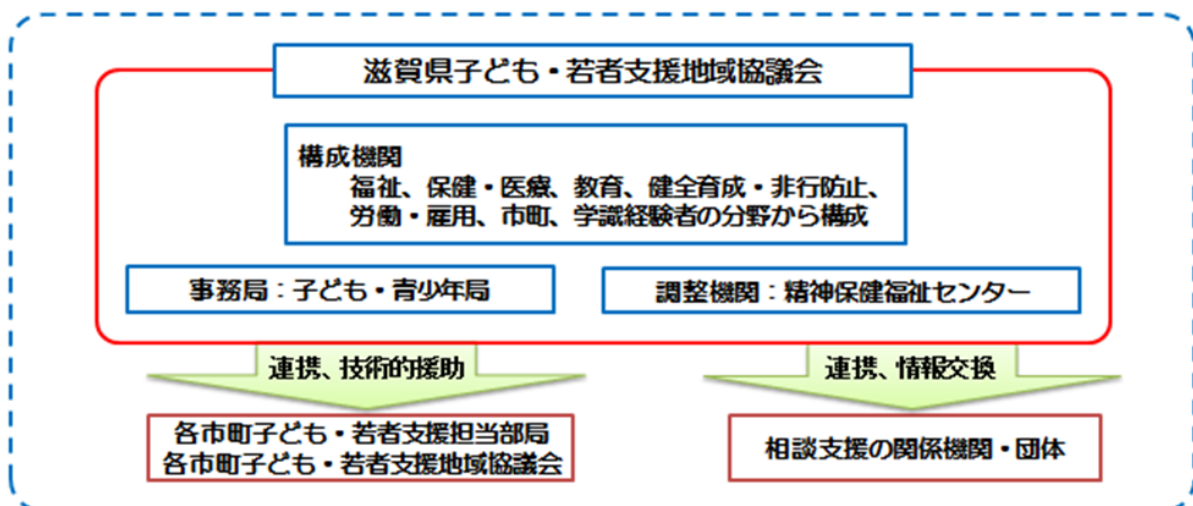 滋賀県子ども・若者支援地域協議会
構成機関
福祉、保健・医療、教育、健全育成・非行防止、
労働・雇用、市町、学識経験者の分野から構成
事務局：子ども・青少年局
調整機関：精神保健福祉センター
連携、技術的援助
連携、情報交換
各市町子ども・若者支援担当部局
各市町子ども・若者支援地域協議会
相談支援の関係機関・団体